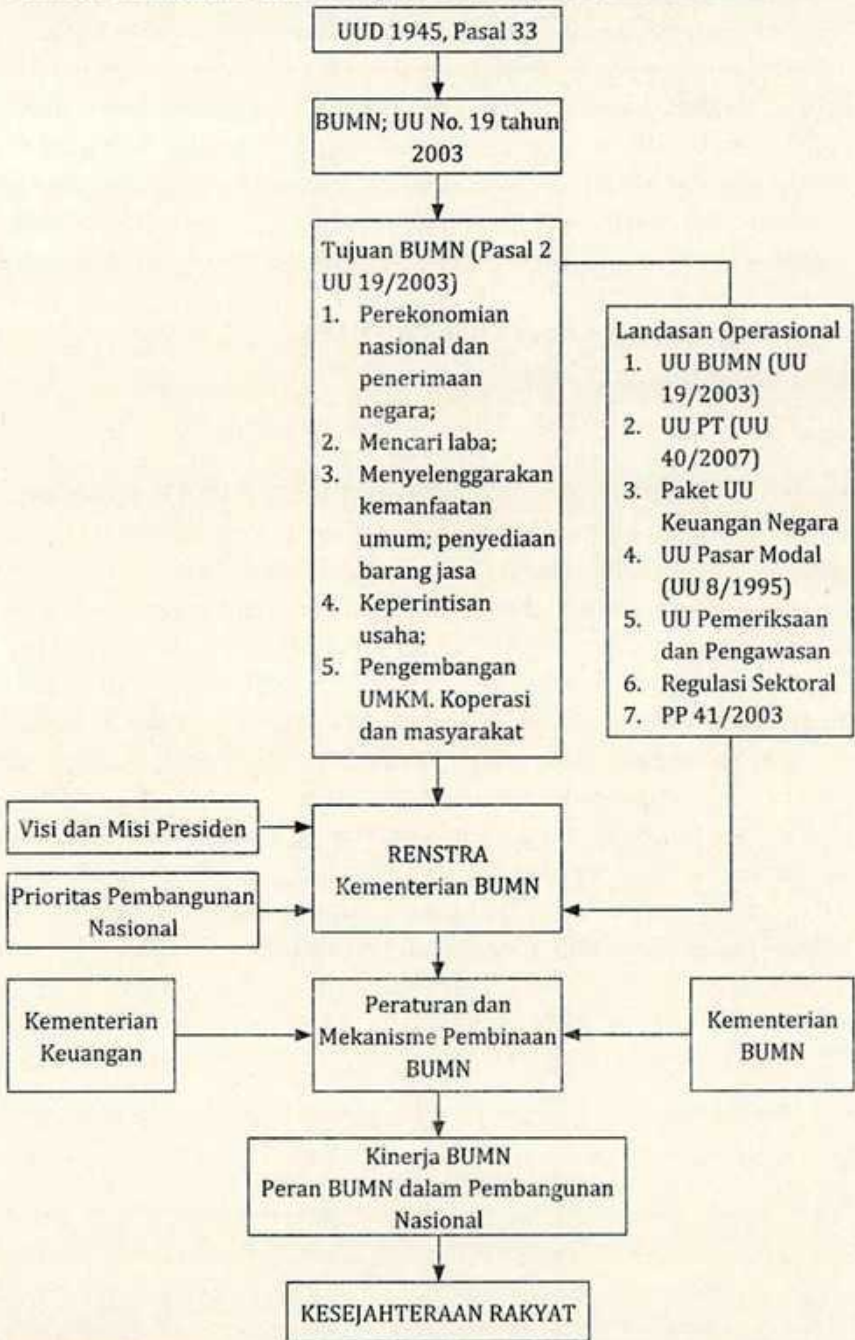 UUD 1945, Pasal 33
BUMN; UU No. 19 tahun
2003
Tujuan BUMN (Pasal 2
UU 19/2003)
1. Perekonomian
nasional dan
penerimaan
negara;
2. Mencari laba;
3. Menyelenggarakan
kemanfaatan
umum; penyediaan
barang jasa
4. Keperintisan
usaha;
5. Pengembangan
UMKM. Koperasi
dan masyarakat
Landasan Operasional
1. UU BUMN (UU
19/2003)
2. UU PT (UU
40/2007)
3. Paket UU
Keuangan Negara
4. UU Pasar Modal
(UU 8/1995)
5. UU Pemeriksaan
dan Pengawasan
6. Regulasi Sektoral
7. PP 41/2003
Visi dan Misi Presiden
Prioritas Pembangunan
Nasional
RENSTRA
Kementerian BUMN
Kementerian
Keuangan
Peraturan dan
Mekanisme Pembinaan
BUMN
Kementerian
BUMN
Kinerja BUMN
Peran BUMN dalam Pembangunan
Nasional
KESEJAHTERAAN RAKYAT